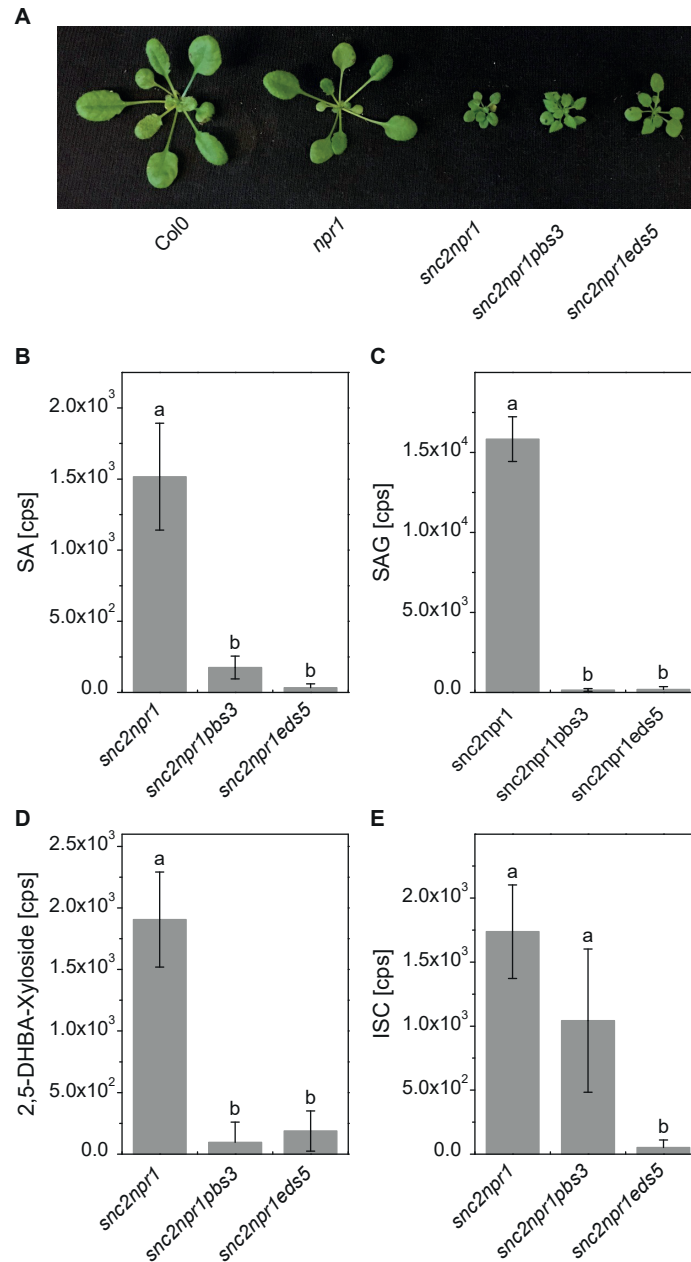 A
Col0
npr1
snc2npr1
snc2npr1pbs3
snc2npr1eds5
B
SA [cps]
2.0x10³
1.5x10³
1.0x10³
5.0x10²
0.0
a
b
b
snc2npr1
snc2npr1pbs3
snc2npr1eds5
C
SAG [cps]
1.5x10⁴
1.0x10⁴
5.0x10³
0.0
a
b
b
snc2npr1
snc2npr1pbs3
snc2npr1eds5
D
2,5-DHBA-Xyloside [cps]
2.5x10³
2.0x10³
1.5x10³
1.0x10³
5.0x10²
0.0
a
b
b
snc2npr1
snc2npr1pbs3
snc2npr1eds5
E
ISC [cps]
2.0x10³
1.5x10³
1.0x10³
5.0x10²
0.0
a
a
b
snc2npr1
snc2npr1pbs3
snc2npr1eds5